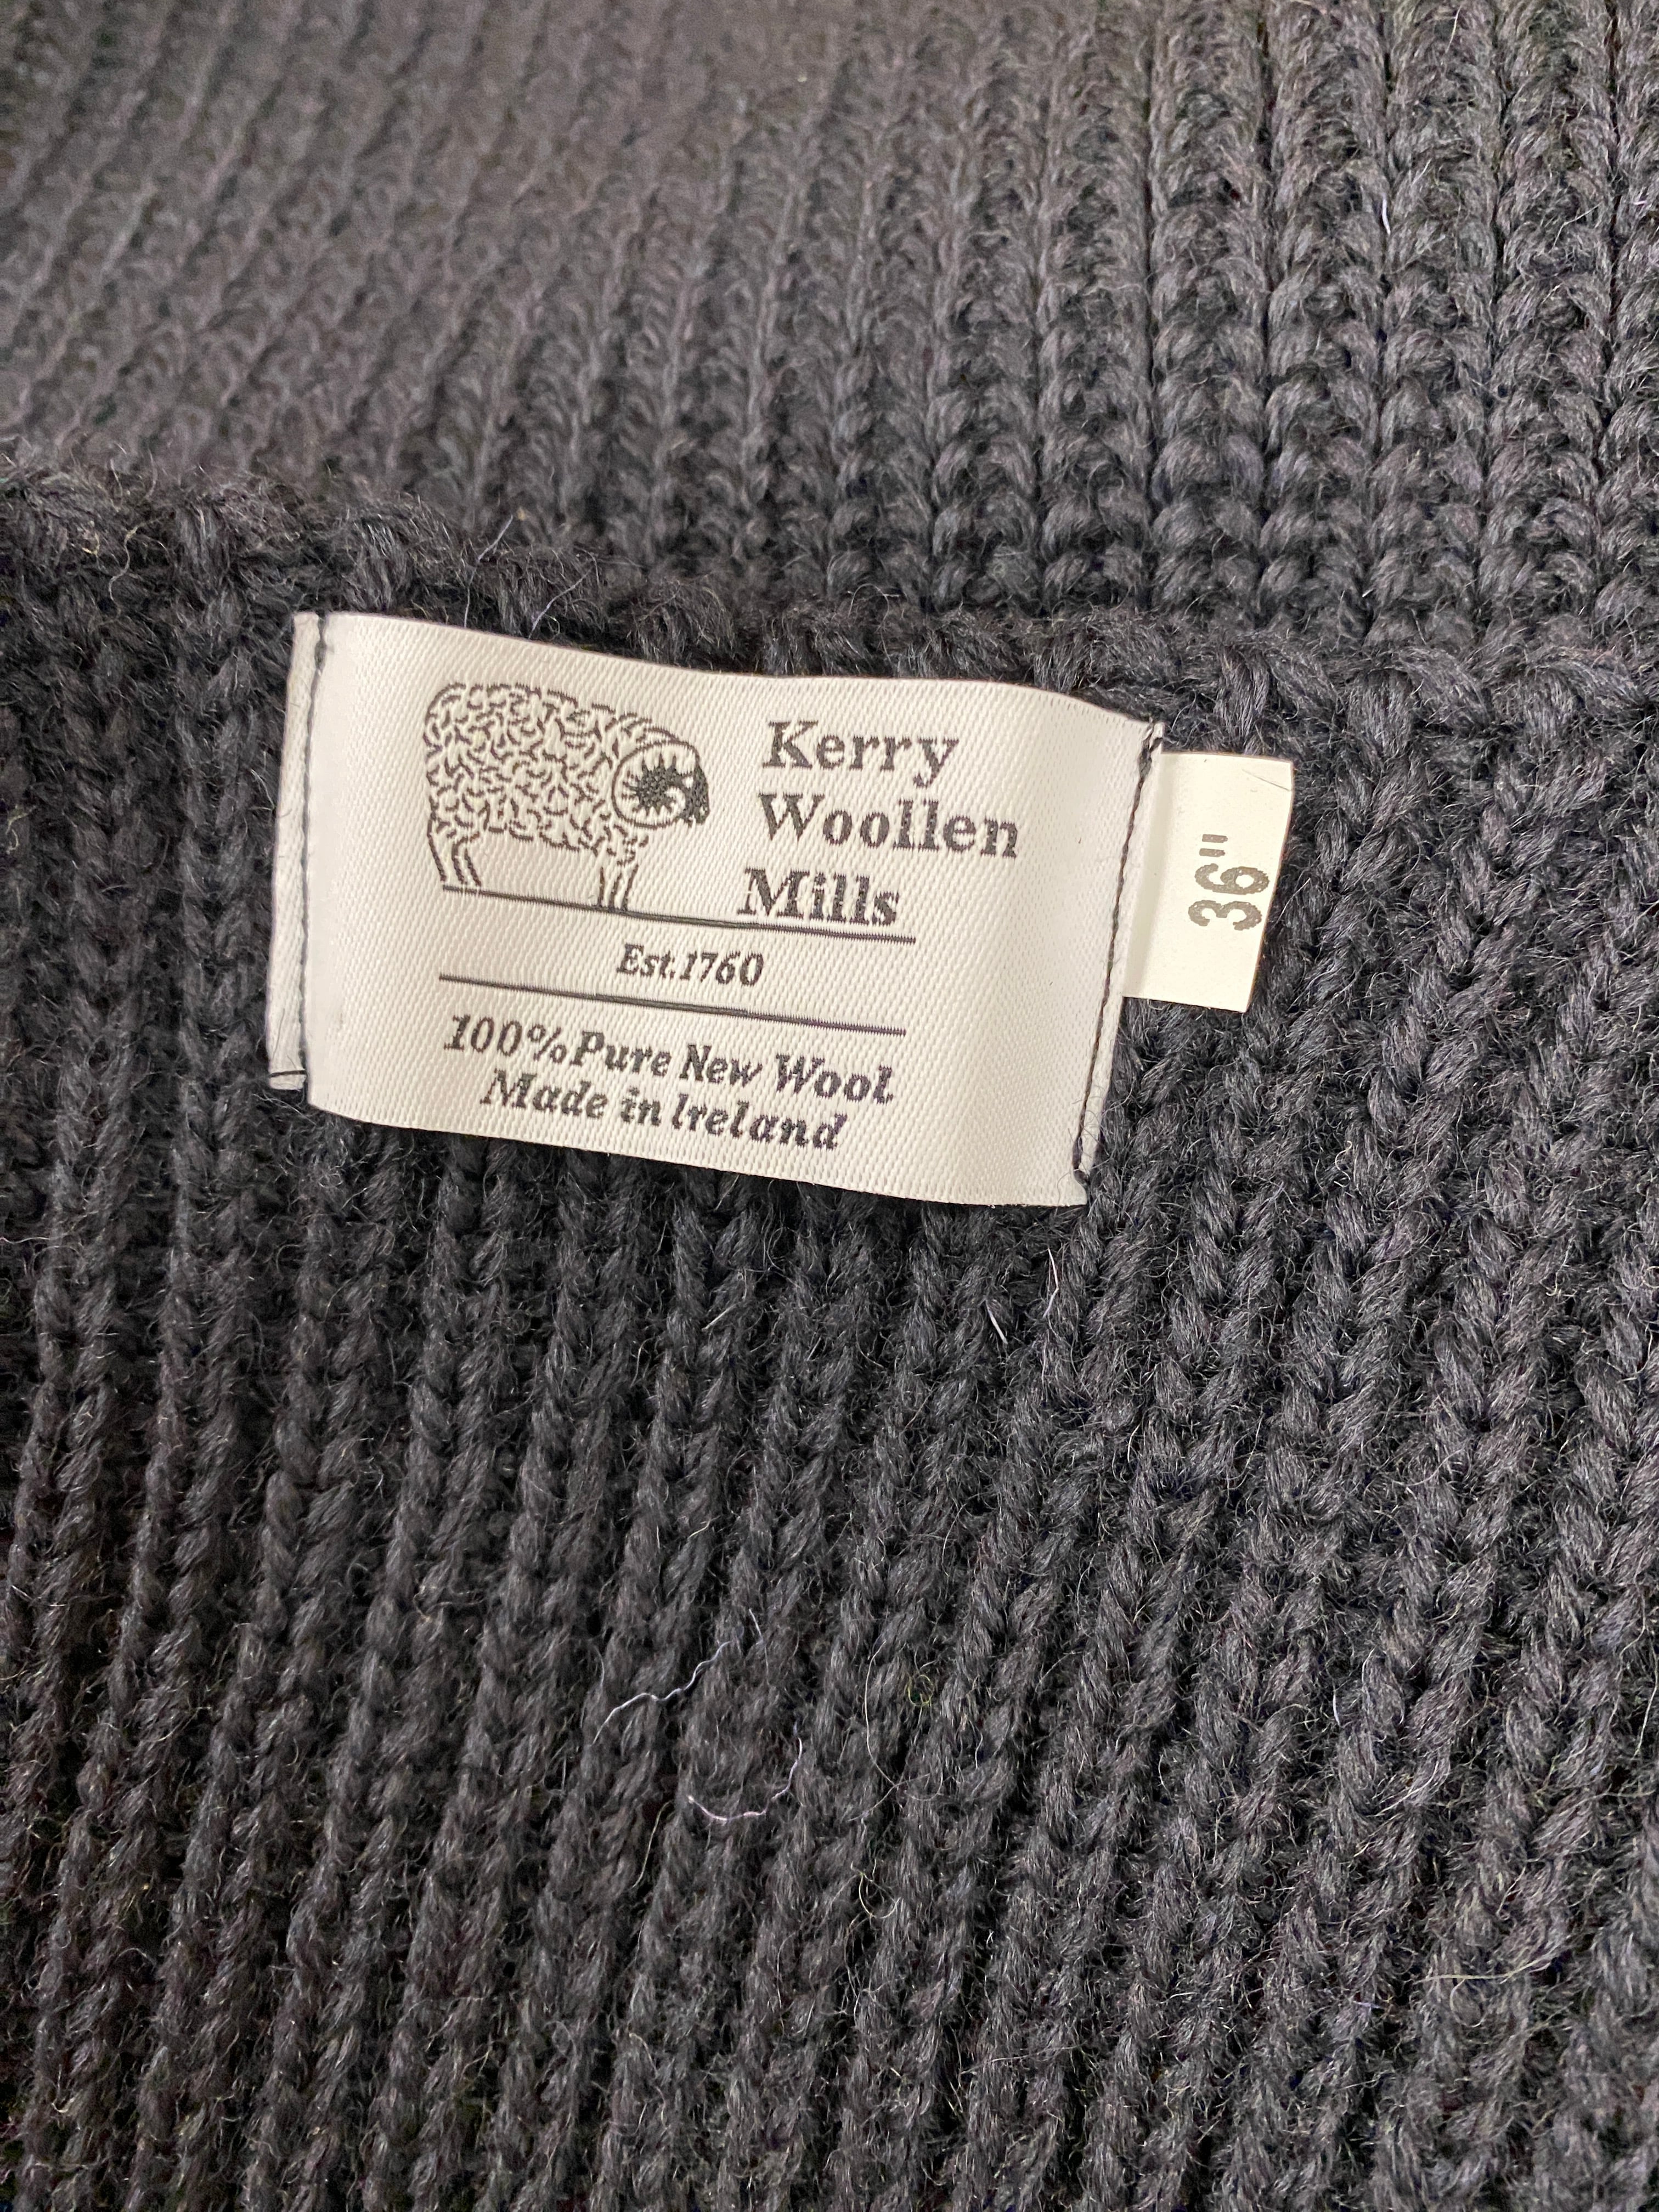 Kerry
Woollen
Mills
Est.1760
100% Pure New Wool
Made in Ireland
36"